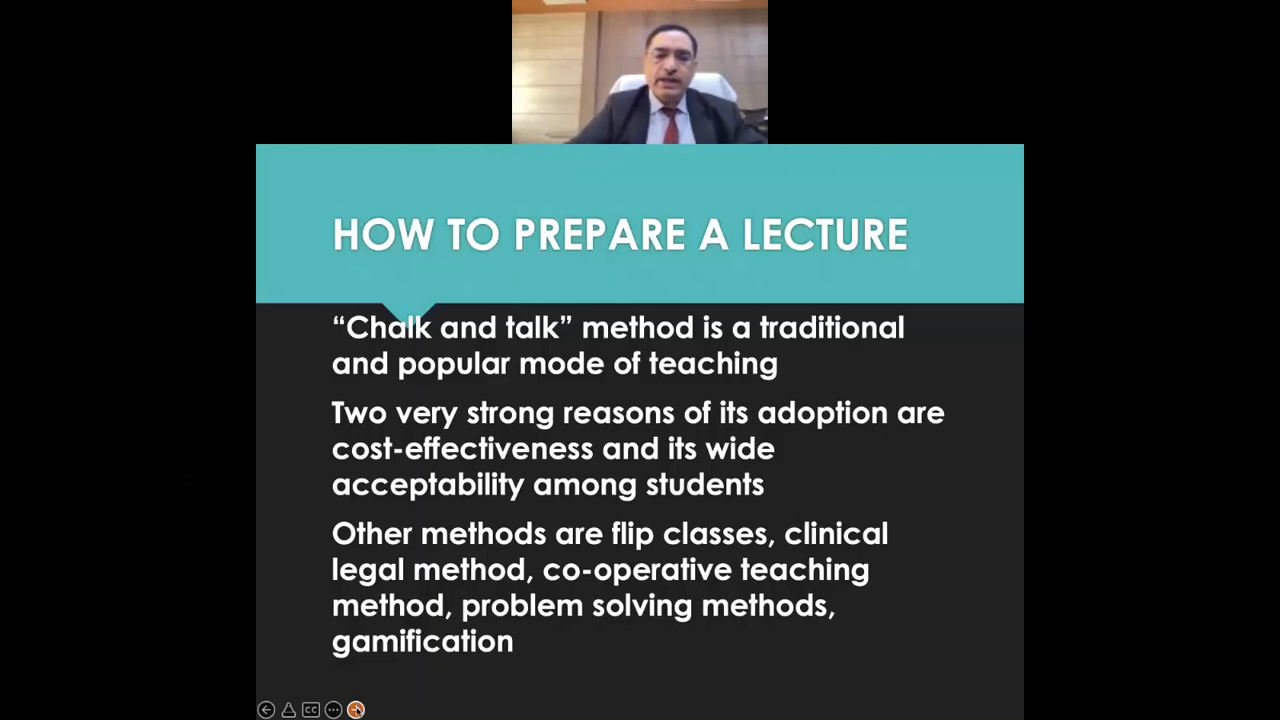 HOW TO PREPARE A LECTURE
“Chalk and talk” method is a traditional
and popular mode of teaching
Two very strong reasons of its adoption are
cost-effectiveness and its wide
acceptability among students
Other methods are flip classes, clinical
legal method, co-operative teaching
method, problem solving methods,
gamification
CC